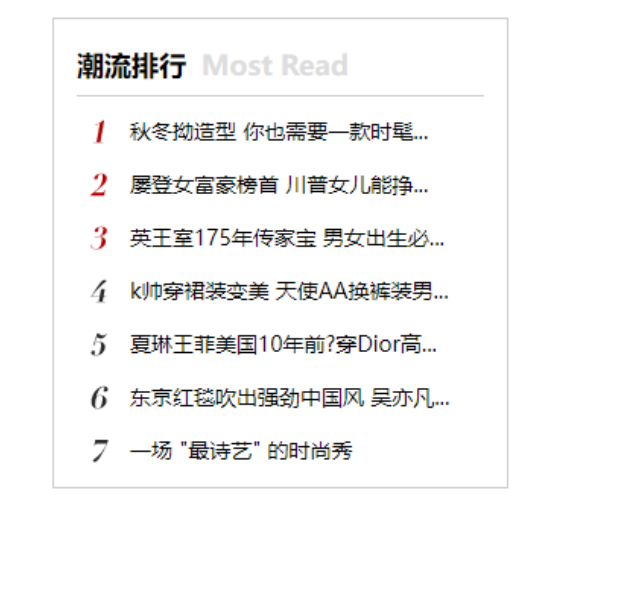 潮流排行 Most Read
1 秋冬拗造型 你也需要一款时髦...
2 屡登女富豪榜首 川普女儿能挣...
3 英王室175年传家宝 男女出生必...
4 k帅穿裙装变美 天使AA换裤装男...
5 夏琳王菲美国10年前?穿Dior高...
6 东京红毯吹出强劲中国风 吴亦凡...
7 一场 "最诗艺" 的时尚秀